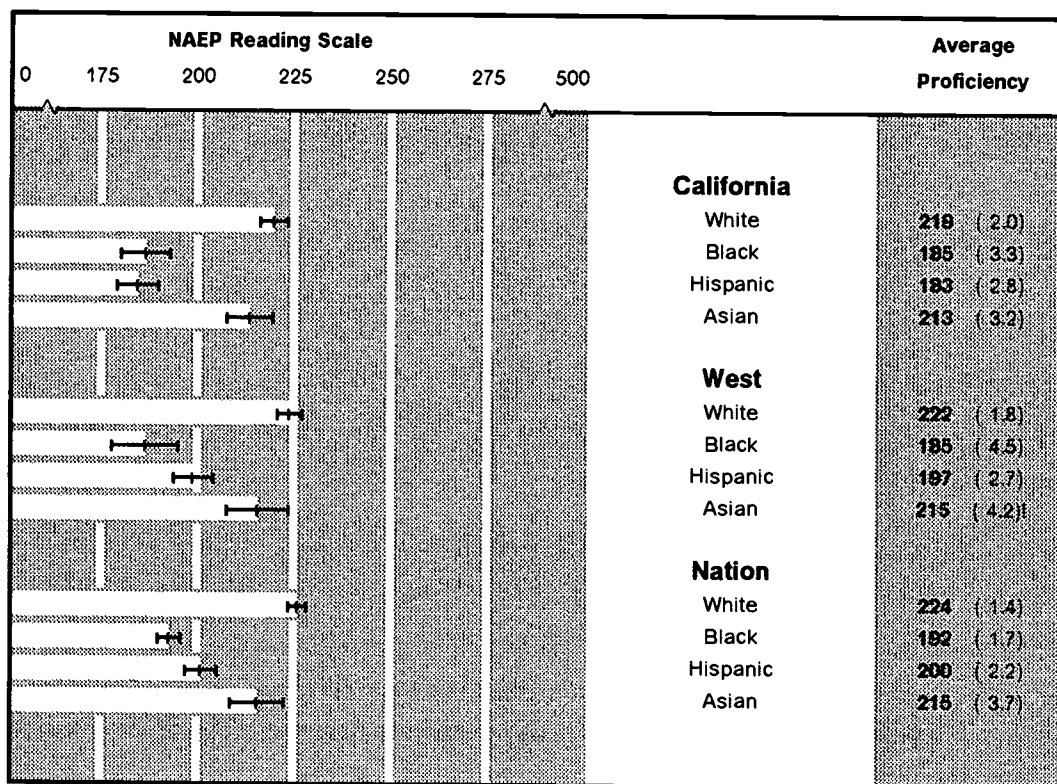 NAEP Reading Scale
Average
Proficiency
0 175 200 225 250 275 500
California
White 218 ( 2.0)
Black 185 ( 3.3)
Hispanic 183 ( 2.8)
Asian 213 ( 3.2)
West
White 222 ( 1.8)
Black 185 ( 4.5)
Hispanic 197 ( 2.7)
Asian 215 ( 4.2)!
Nation
White 224 ( 1.4)
Black 192 ( 1.7)
Hispanic 200 ( 2.2)
Asian 215 ( 3.7)